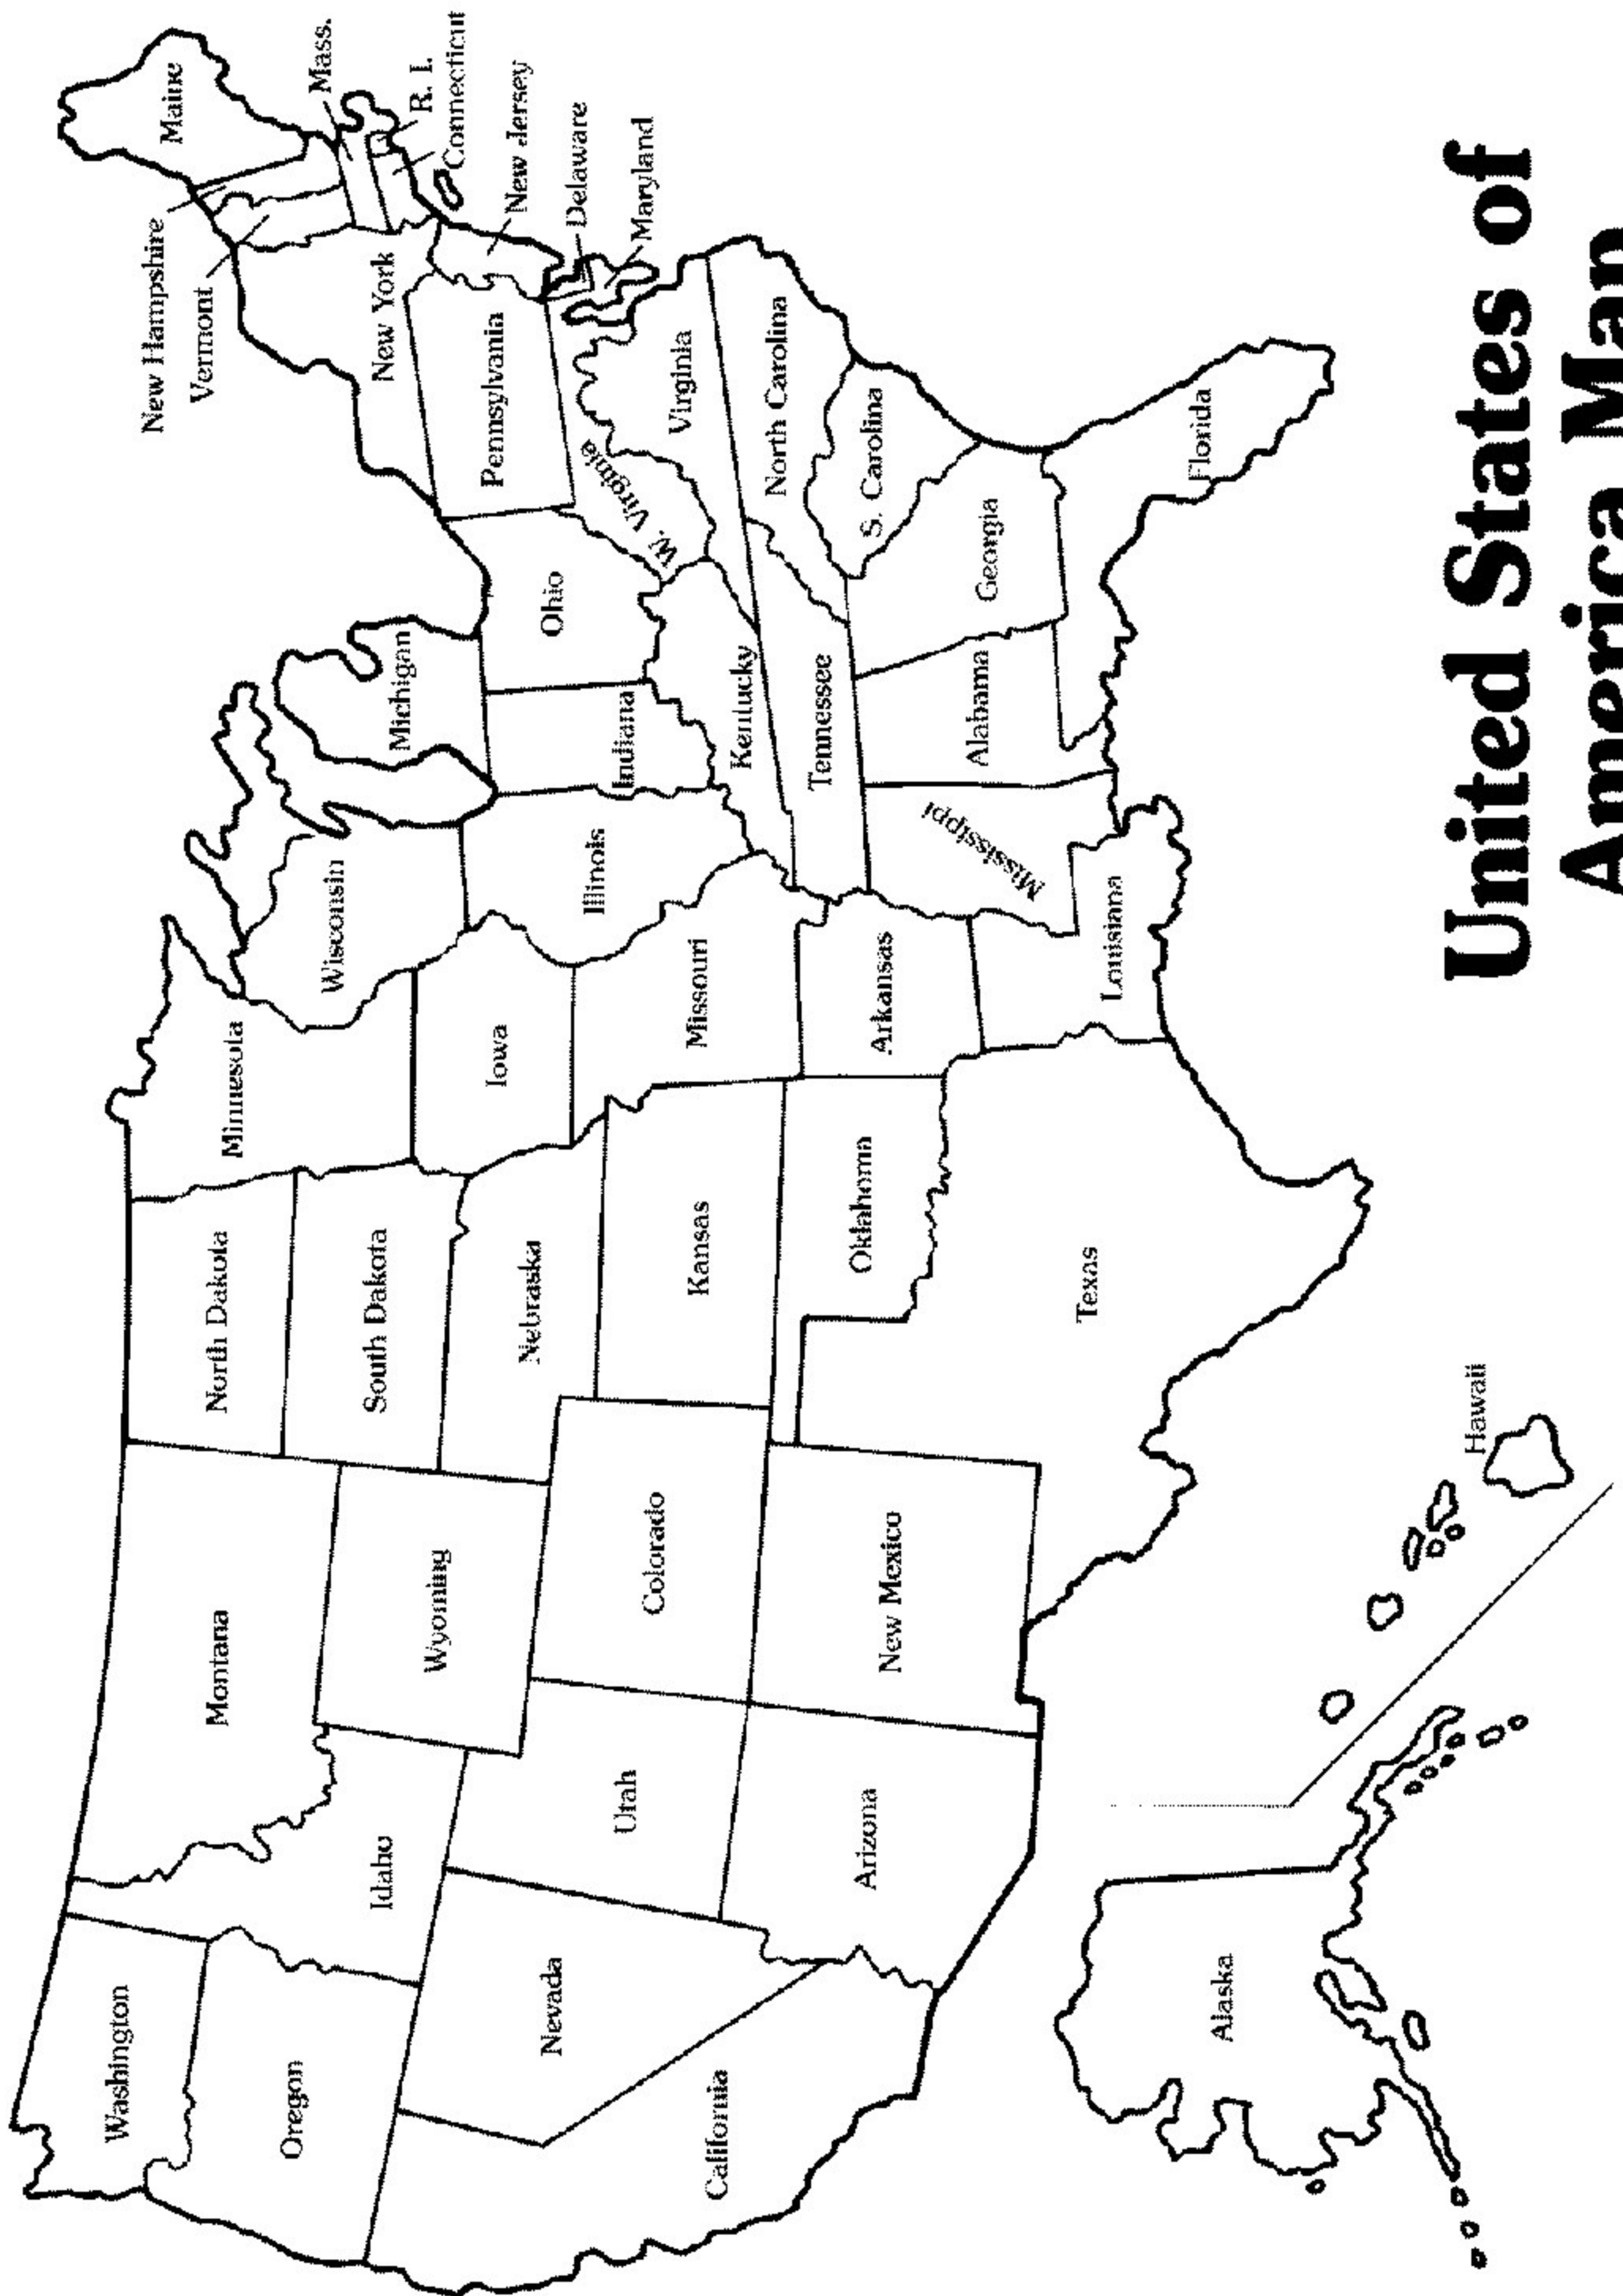 Washington
Oregon
California
Nevada
Idaho
Montana
Wyoming
Utah
Arizona
Colorado
New Mexico
North Dakota
South Dakota
Nebraska
Kansas
Oklahoma
Texas
Minnesota
Iowa
Missouri
Arkansas
Louisiana
Wisconsin
Illinois
Michigan
Indiana
Ohio
Kentucky
Tennessee
Mississippi
Alabama
Georgia
Florida
S. Carolina
North Carolina
Virginia
W. Virginia
Pennsylvania
New York
Vermont
New Hampshire
Maine
Mass.
R. I.
Connecticut
New Jersey
Delaware
Maryland
Alaska
Hawaii
United States of
America Map